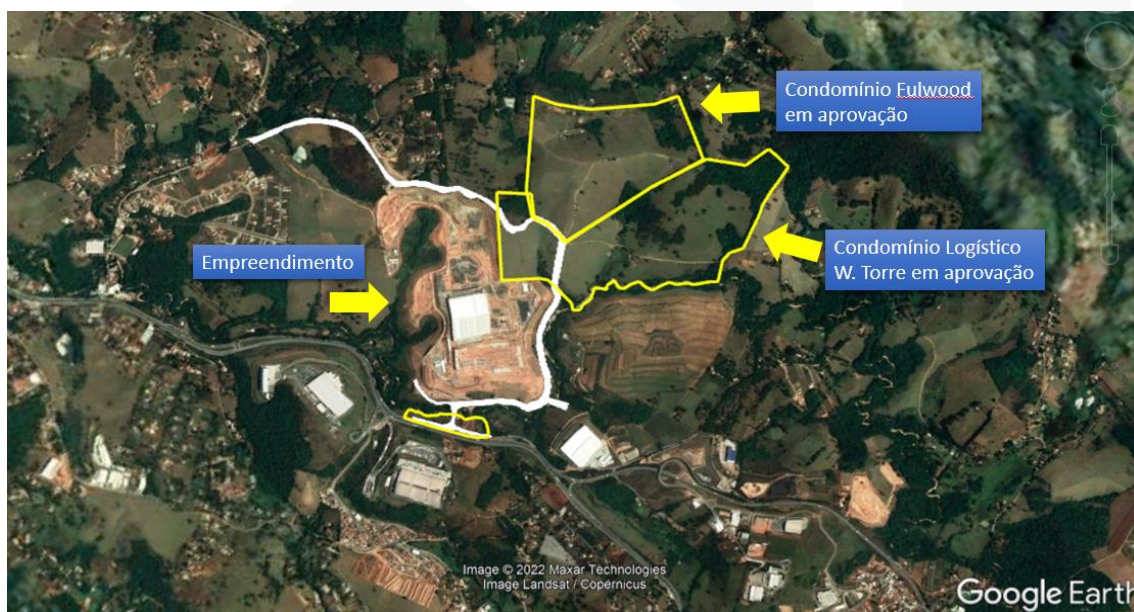 Condomínio Fulwood
em aprovação
Condomínio Logístico
W. Torre em aprovação
Empreendimento
Image © 2022 Maxar Technologies
Image Landsat / Copernicus
Google Earth